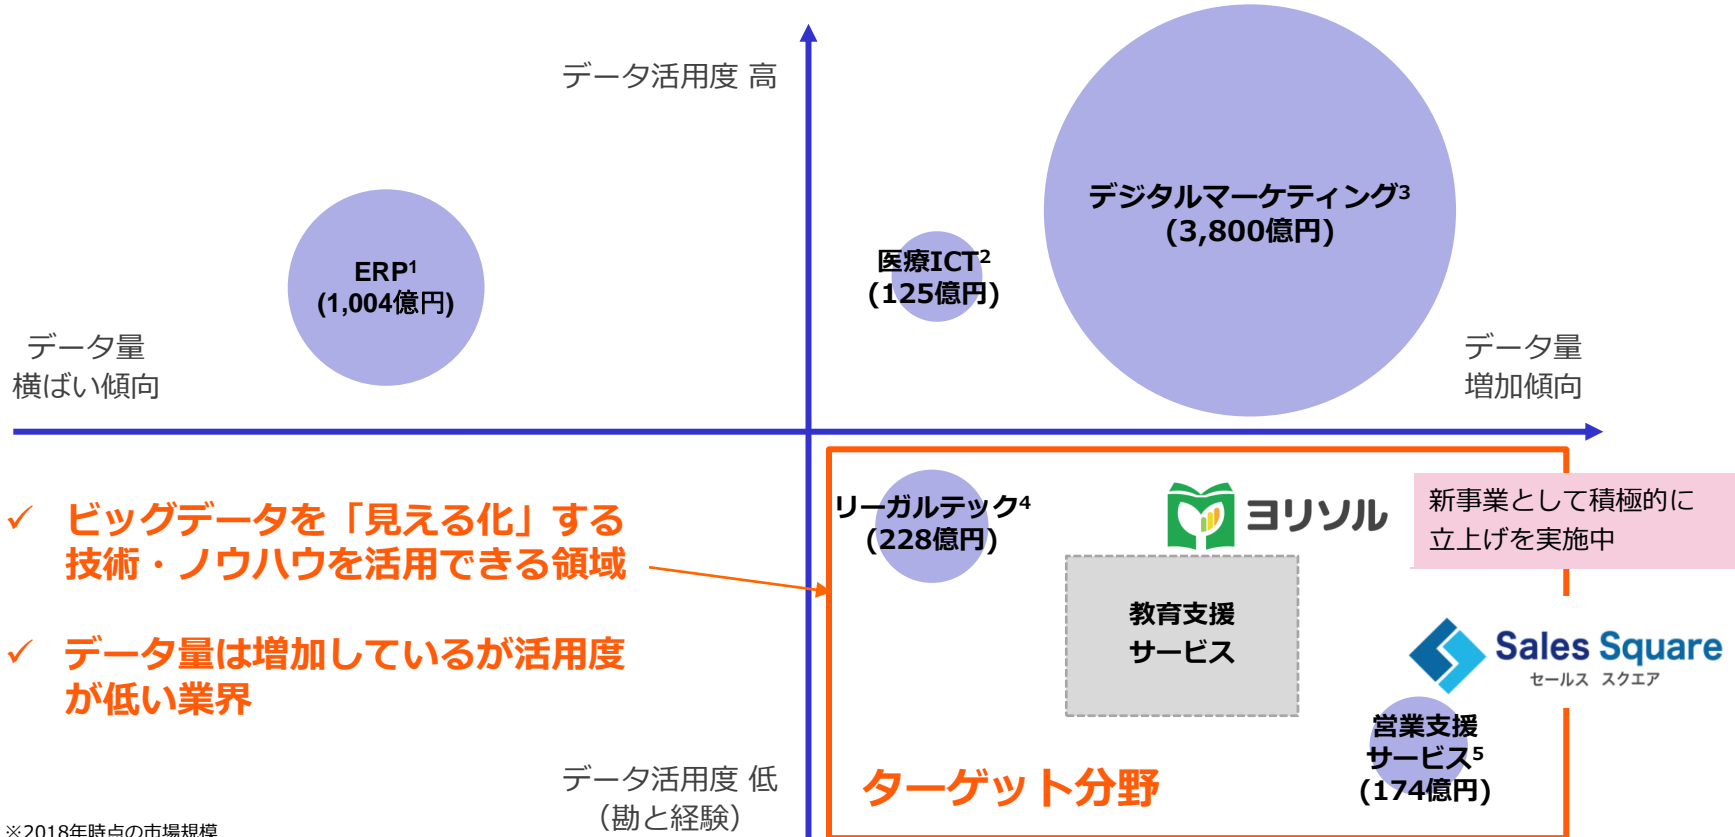 データ活用度 高
デジタルマーケティング3
(3,800億円)
医療ICT2
(125億円)
ERP1
(1,004億円)
データ量
横ばい傾向
データ量
増加傾向
✓ ビッグデータを「見える化」する
技術・ノウハウを活用できる領域
✓ データ量は増加しているが活用度
が低い業界
リーガルテック4
(228億円)
ヨリソル
新事業として積極的に
立上げを実施中
教育支援
サービス
Sales Square
セールス スクエア
営業支援
サービス5
(174億円)
ターゲット分野
データ活用度 低
(勘と経験)
※2018年時点の市場規模